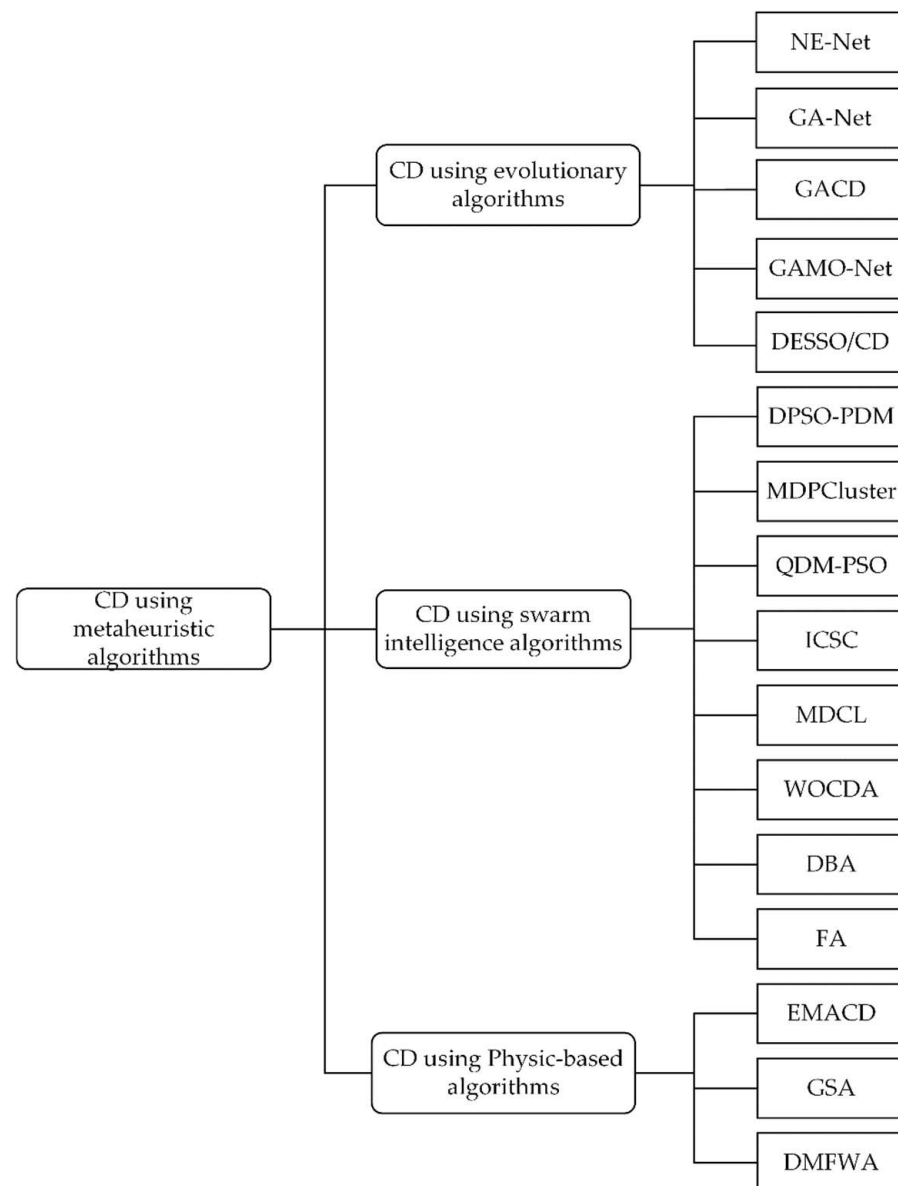 NE-Net
GA-Net
CD using evolutionary
algorithms
GACD
GAMO-Net
DESSO/CD
DPSO-PDM
MDPCluster
QDM-PSO
CD using metaheuristic
algorithms
CD using swarm
intelligence algorithms
ICSC
MDCL
WOCDA
DBA
FA
EMACD
CD using Physic-based
algorithms
GSA
DMFWA